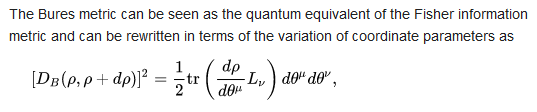 The Bures metric can be seen as the quantum equivalent of the Fisher information
metric and can be rewritten in terms of the variation of coordinate parameters as
[D_B(ρ, ρ + dρ)]² = \frac{1}{2} tr ( \frac{dρ}{dθ^μ} L_ν ) dθ^μ dθ^ν,